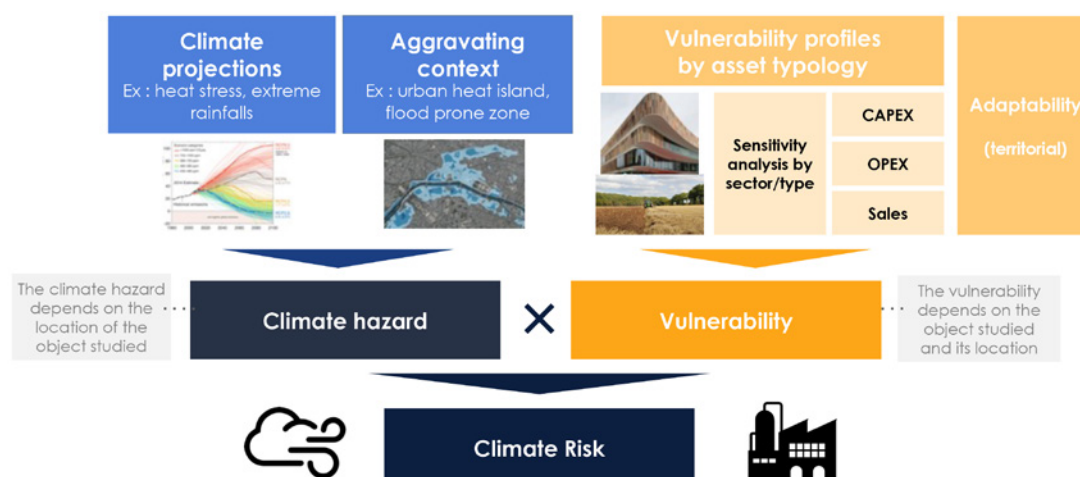 Climate
projections
Ex : heat stress, extreme
rainfalls
Aggravating
context
Ex : urban heat island,
flood prone zone
Vulnerability profiles
by asset typology
Sensitivity
analysis by
sector/type
CAPEX
OPEX
Sales
Adaptability
(territorial)
The climate hazard
depends on the
location of the
object studied
Climate hazard
×
Vulnerability
The vulnerability
depends on the
object studied
and its location
Climate Risk